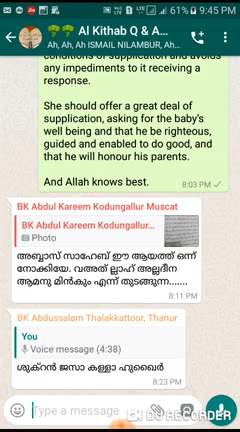 61% 9:45 PM
Al Kithab Q & A...
Ah, Ah, Ah ISMAIL NILAMBUR, Ah...
conditions of supplication and avoids
any impediments to it receiving a
response.
She should offer a great deal of
supplication, asking for the baby's
well being and that he be righteous,
guided and enabled to do good, and
that he will honour his parents.
And Allah knows best.
8:03 PM
BK Abdul Kareem Kodungallur Muscat
BK Abdul Kareem Kodungallur...
Photo
അബ്ബാസ് സാഹേബ് ഈ ആയത്ത് ഒന്ന്
നോക്കിയേ. വഅത് ല്ലാഹ് അല്ലദീന
ആമനു മിൻകും എന്ന് തുടങ്ങുന്ന.......
8:11 PM
BK Abdussalam Thalakkattoor, Thanur
You
Voice message (4:38)
ശുക്റൻ ജസാ കള്ളാ ഹുഖൈർ
8:23 PM
Type a message
DU RECORDER